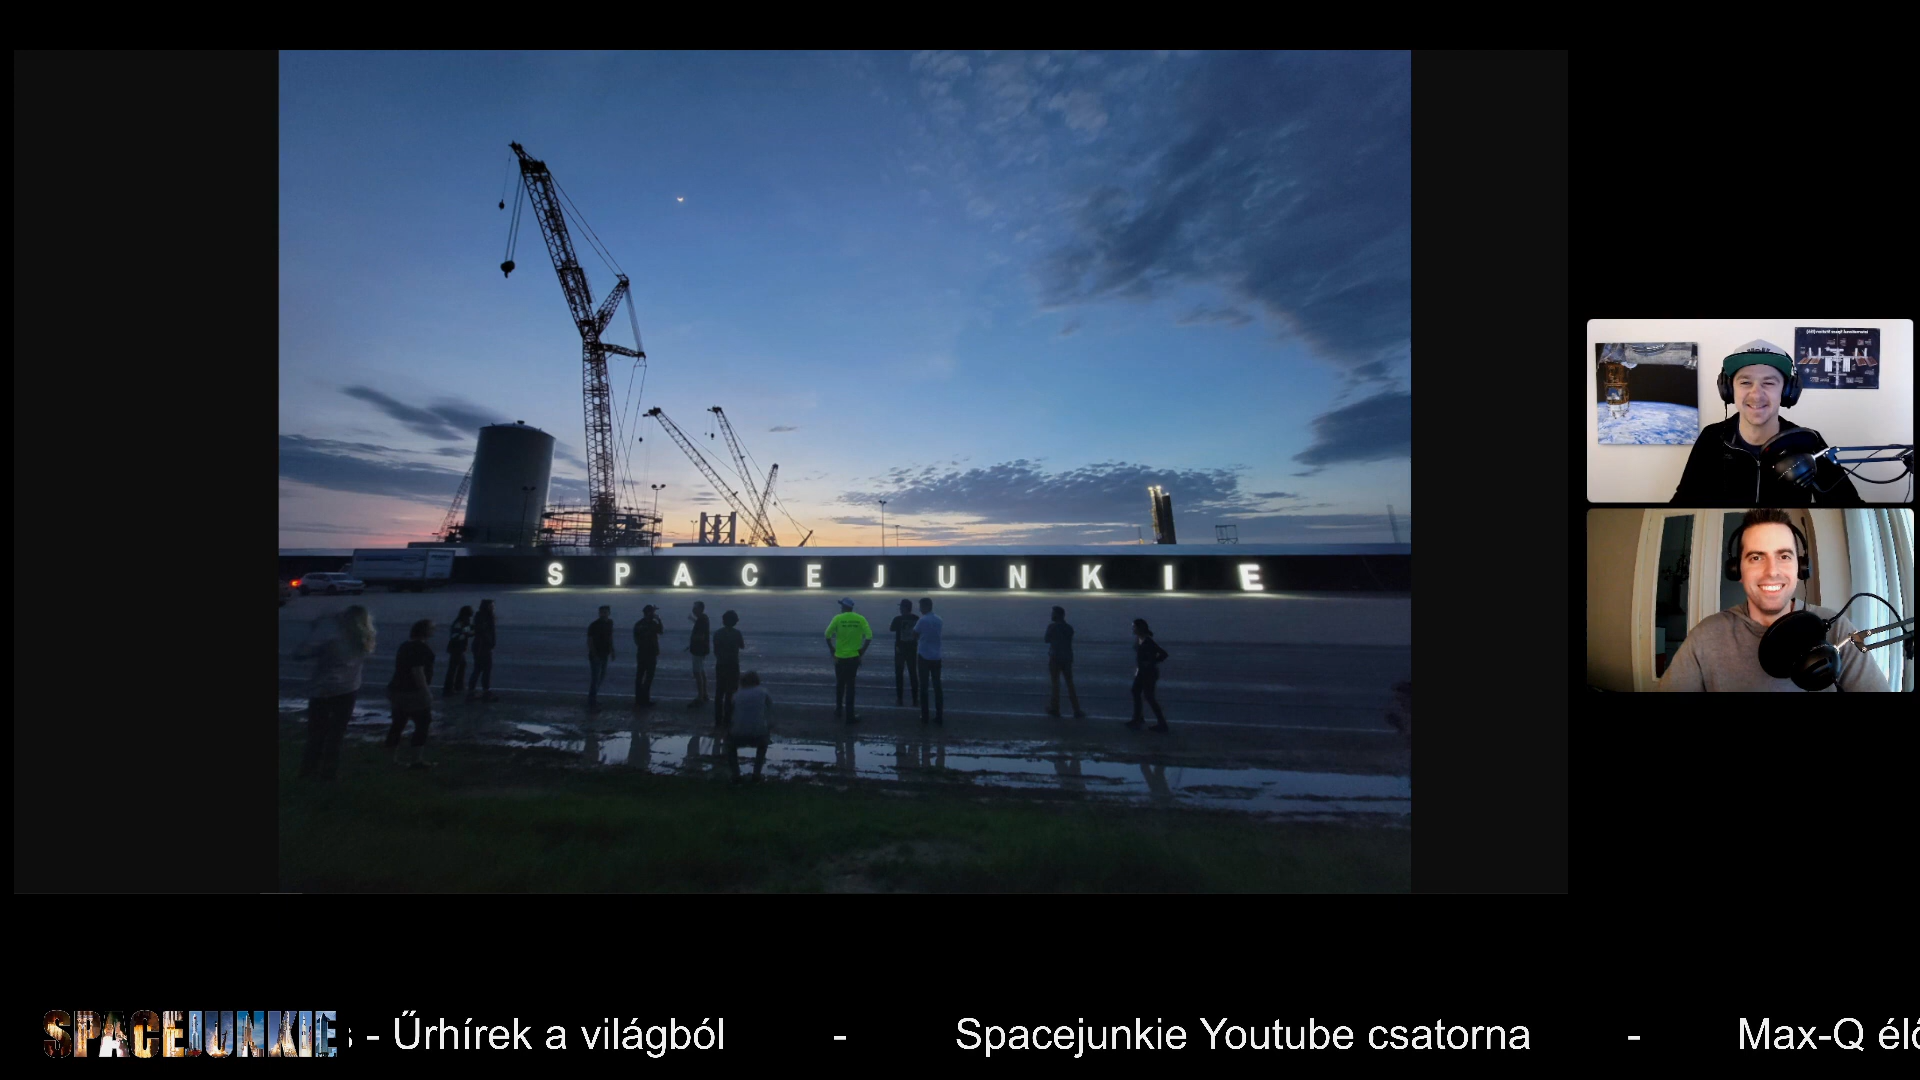 SPACEJUNKIE
SPACEJUNKIE
- Űrhírek a világból - Spacejunkie Youtube csatorna - Max-Q